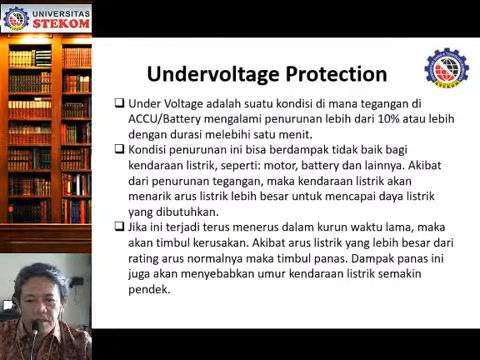 UNIVERSITAS
STEKOM
Undervoltage Protection
Under Voltage adalah suatu kondisi di mana tegangan di
ACCU/Battery mengalami penurunan lebih dari 10% atau lebih
dengan durasi melebihi satu menit.
Kondisi penurunan ini bisa berdampak tidak baik bagi
kendaraan listrik, seperti: motor, battery dan lainnya. Akibat
dari penurunan tegangan, maka kendaraan listrik akan
menarik arus listrik lebih besar untuk mencapai daya listrik
yang dibutuhkan.
Jika ini terjadi terus menerus dalam kurun waktu lama, maka
akan timbul kerusakan. Akibat arus listrik yang lebih besar dari
rating arus normalnya maka timbul panas. Dampak panas ini
juga akan menyebabkan umur kendaraan listrik semakin
pendek.